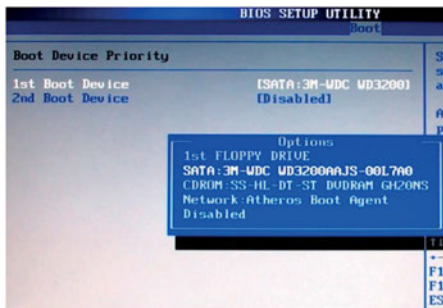 BIOS SETUP UTILITY
Boot
Boot Device Priority
1st Boot Device [SATA:3M-WDC WD3200]
2nd Boot Device [Disabled]
Options
1st FLOPPY DRIVE
SATA:3M-WDC WD3200AAJS-00L7A0
CDROM:SS-HL-DT-ST DVDRAM GH20NS
Network:Atheros Boot Agent
Disabled
F1